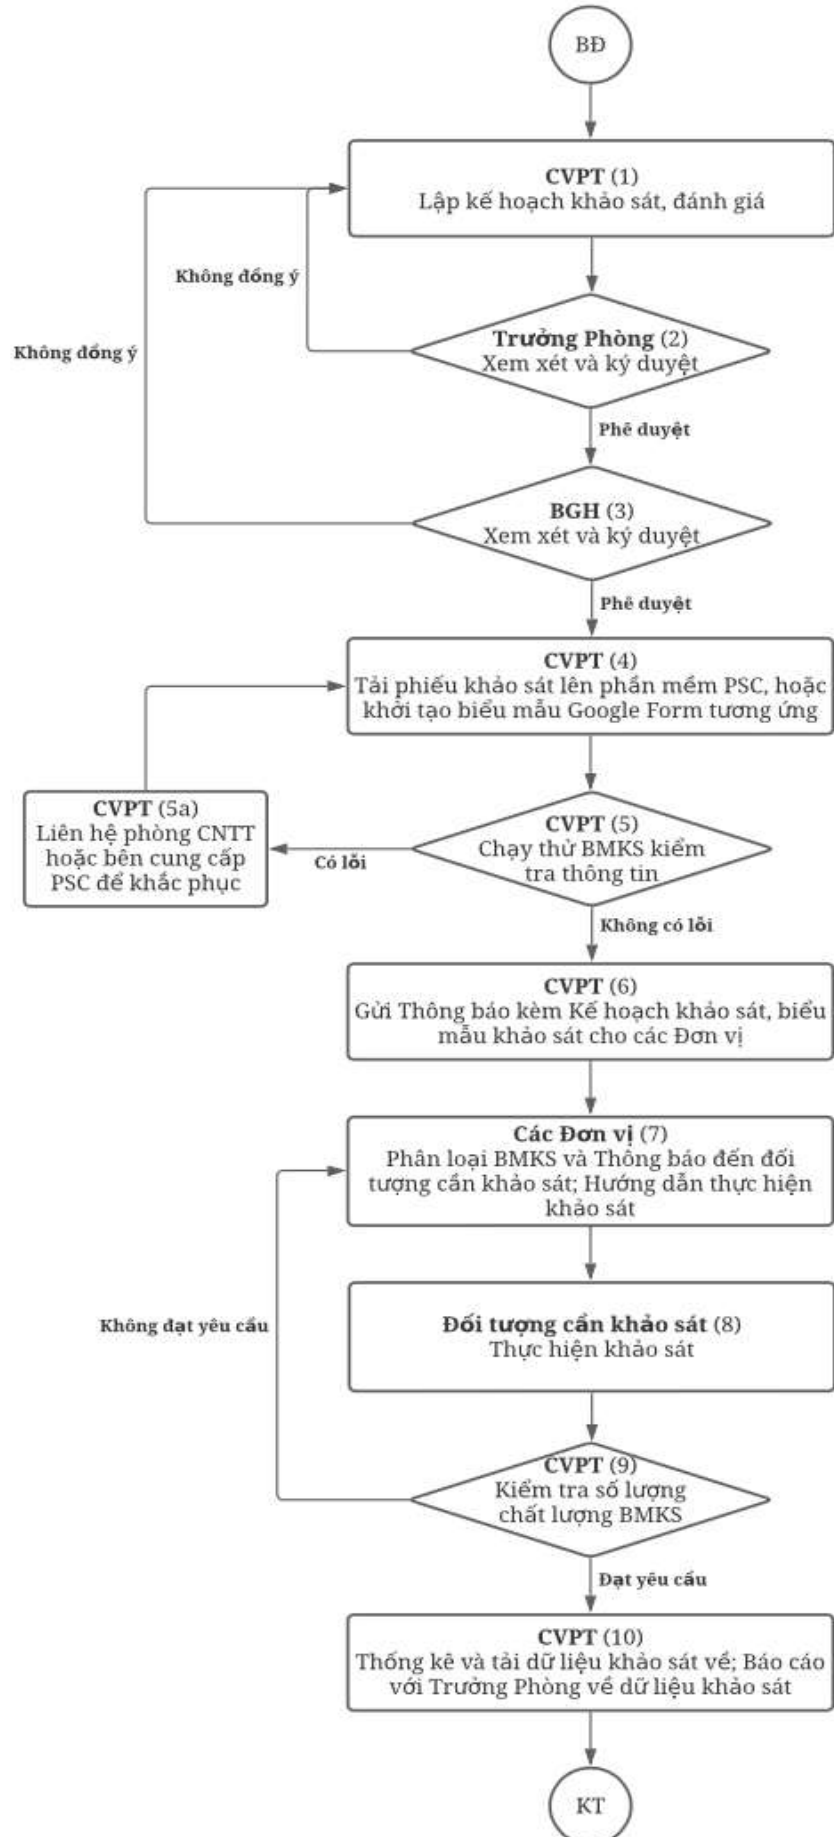 BĐ
CVPT (1)
Lập kế hoạch khảo sát, đánh giá
Không đồng ý
Không đồng ý
Trưởng Phòng (2)
Xem xét và ký duyệt
Phê duyệt
BGH (3)
Xem xét và ký duyệt
Phê duyệt
CVPT (4)
Tải phiếu khảo sát lên phần mềm PSC, hoặc
khởi tạo biểu mẫu Google Form tương ứng
CVPT (5a)
Liên hệ phòng CNTT
hoặc bên cung cấp
PSC để khắc phục
Có lỗi
CVPT (5)
Chạy thử BMKS kiểm
tra thông tin
Không có lỗi
CVPT (6)
Gửi Thông báo kèm Kế hoạch khảo sát, biểu
mẫu khảo sát cho các Đơn vị
Các Đơn vị (7)
Phân loại BMKS và Thông báo đến đối
tượng cần khảo sát; Hướng dẫn thực hiện
khảo sát
Không đạt yêu cầu
Đối tượng cần khảo sát (8)
Thực hiện khảo sát
CVPT (9)
Kiểm tra số lượng
chất lượng BMKS
Đạt yêu cầu
CVPT (10)
Thống kê và tải dữ liệu khảo sát về; Báo cáo
với Trưởng Phòng về dữ liệu khảo sát
KT